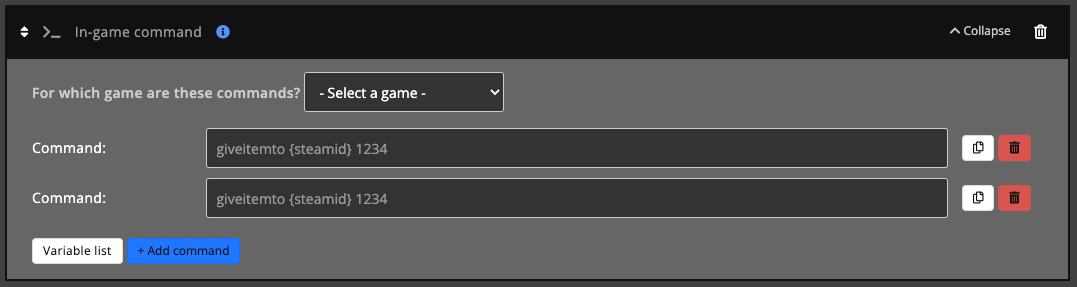 In-game command
Collapse
For which game are these commands? - Select a game -
Command: giveitemto {steamid} 1234
Command: giveitemto {steamid} 1234
Variable list + Add command